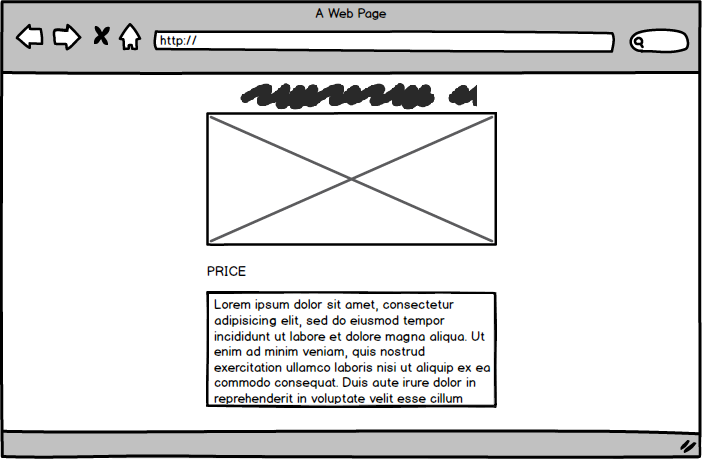 A Web Page
http://
PRICE
Lorem ipsum dolor sit amet, consectetur
adipisicing elit, sed do eiusmod tempor
incididunt ut labore et dolore magna aliqua. Ut
enim ad minim veniam, quis nostrud
exercitation ullamco laboris nisi ut aliquip ex ea
commodo consequat. Duis aute irure dolor in
reprehenderit in voluptate velit esse cillum